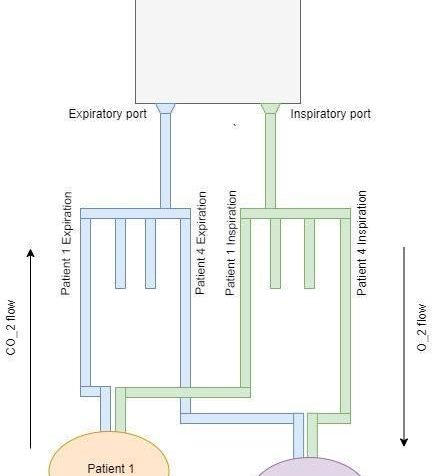 Expiratory port
Inspiratory port
Patient 1 Expiration
Patient 4 Expiration
Patient 1 Inspiration
Patient 4 Inspiration
CO_2 flow
O_2 flow
Patient 1